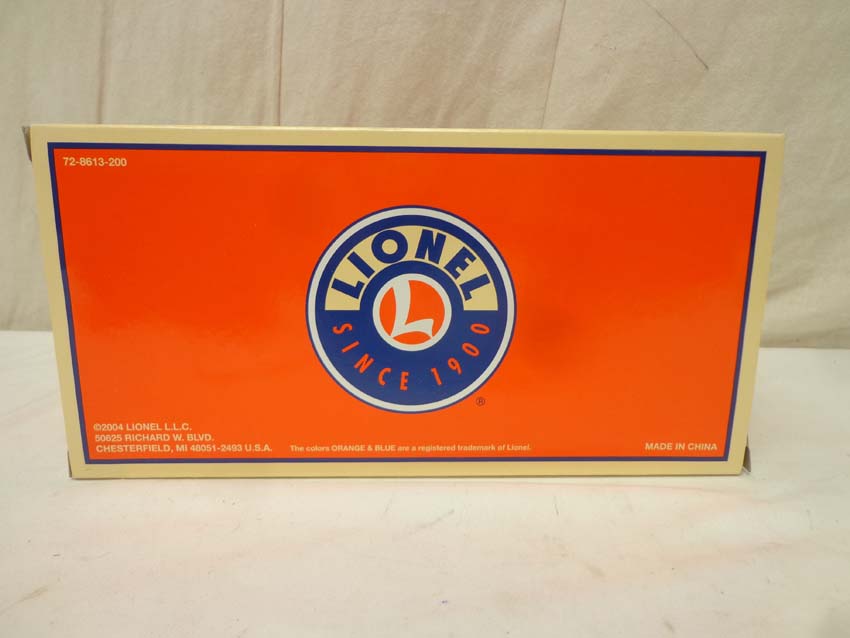 72-8613-200
LIONEL
L
SINCE 1900
®
©2004 LIONEL L.L.C.
50625 RICHARD W. BLVD.
CHESTERFIELD, MI 48051-2493 U.S.A.
The colors ORANGE & BLUE are a registered trademark of Lionel.
MADE IN CHINA